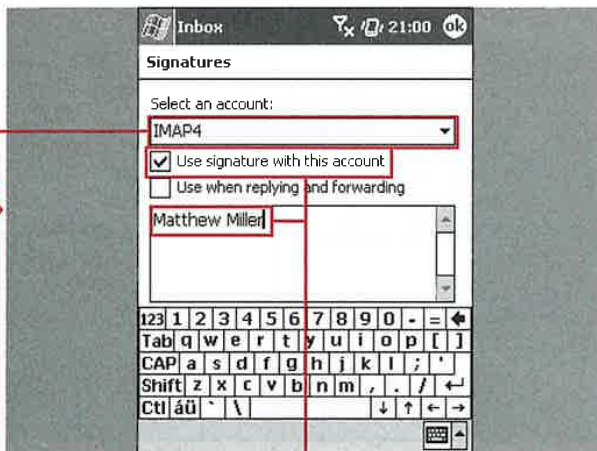 Inbox 21:00 ok
Signatures
Select an account:
IMAP4
Use signature with this account
Use when replying and forwarding
Matthew Miller
123 1 2 3 4 5 6 7 8 9 0 - =
Tab q w e r t y u i o p [ ]
CAP a s d f g h j k l ; '
Shift z x c v b n m , . /
Ctl áü ` \